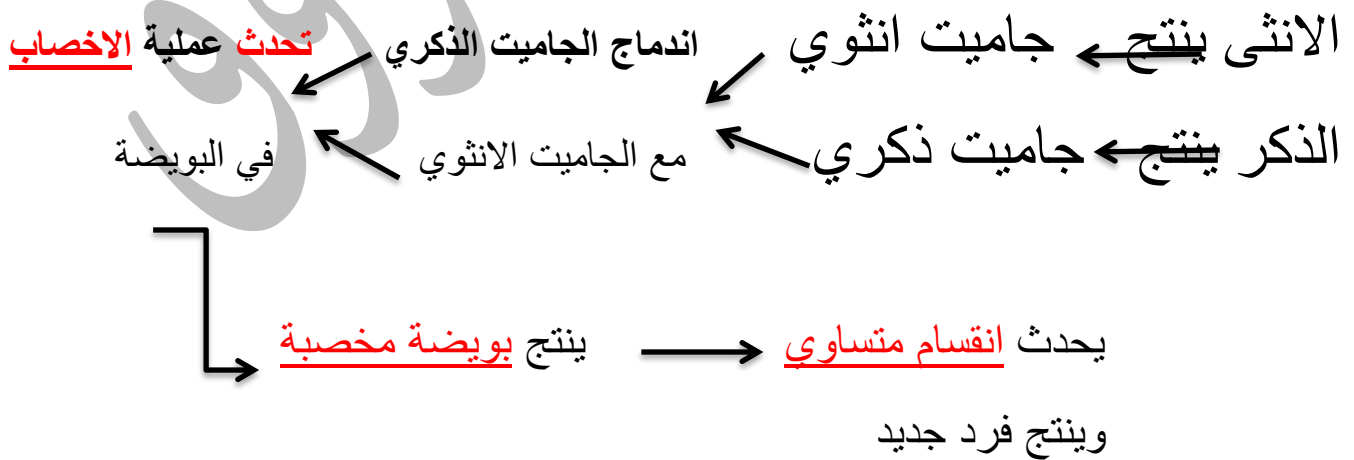 الانثى ينتج جاميت انثوي اندماج الجاميت الذكري تحدث عملية الاخصاب
الذكر ينتج جاميت ذكري مع الجاميت الانثوي في البويضة
ينتج بويضة مخصبة يحدث انقسام متساوي
وينتج فرد جديد